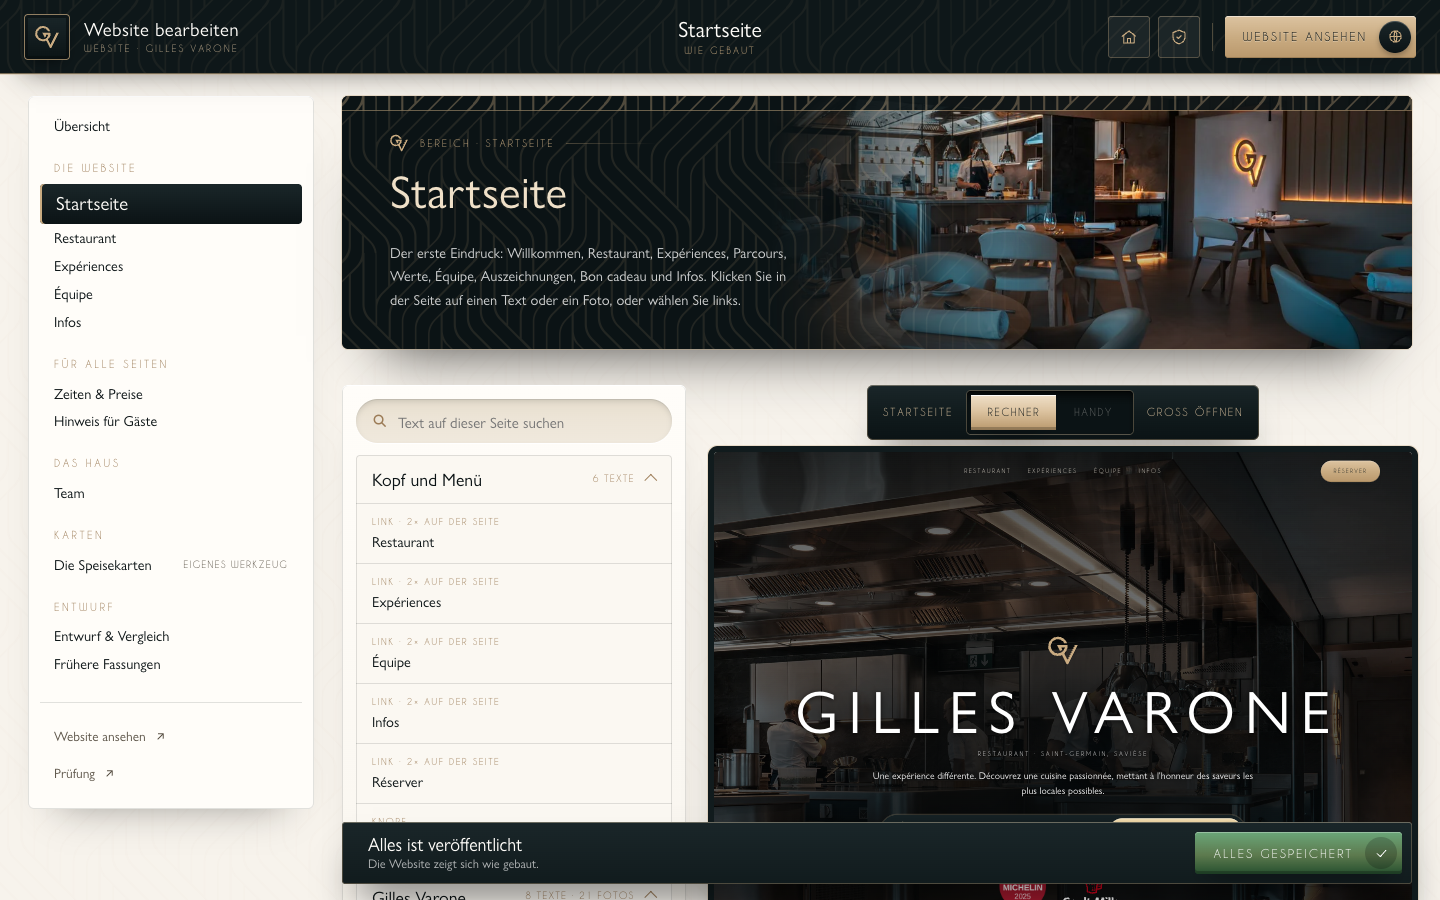 Website bearbeiten
WEBSITE · GILLES VARONE
Startseite
WIE GEBAUT
WEBSITE ANSEHEN
Übersicht
DIE WEBSITE
Startseite
Restaurant
Expériences
Équipe
Infos
FÜR ALLE SEITEN
Zeiten & Preise
Hinweis für Gäste
DAS HAUS
Team
KARTEN
Die Speisekarten EIGENES WERKZEUG
ENTWURF
Entwurf & Vergleich
Frühere Fassungen
Website ansehen
Prüfung
GV BEREICH · STARTSEITE
Startseite
Der erste Eindruck: Willkommen, Restaurant, Expériences, Parcours,
Werte, Équipe, Auszeichnungen, Bon cadeau und Infos. Klicken Sie in
der Seite auf einen Text oder ein Foto, oder wählen Sie links.
Text auf dieser Seite suchen
Kopf und Menü 6 TEXTE
LINK · 2× AUF DER SEITE
Restaurant
LINK · 2× AUF DER SEITE
Expériences
LINK · 2× AUF DER SEITE
Équipe
LINK · 2× AUF DER SEITE
Infos
LINK · 2× AUF DER SEITE
Réserver
KNOPF
Gilles Varone 8 TEXTE · 21 FOTOS
STARTSEITE RECHNER HANDY GROSS ÖFFNEN
RESTAURANT EXPÉRIENCES ÉQUIPE INFOS RÉSERVER
GV
GILLES VARONE
RESTAURANT · SAINT-GERMAIN, SAVIÈSE
Une expérience différente. Découvrez une cuisine passionnée, mettant à l'honneur des saveurs les
plus locales possibles.
MICHELIN
2025
Alles ist veröffentlicht
Die Website zeigt sich wie gebaut.
ALLES GESPEICHERT